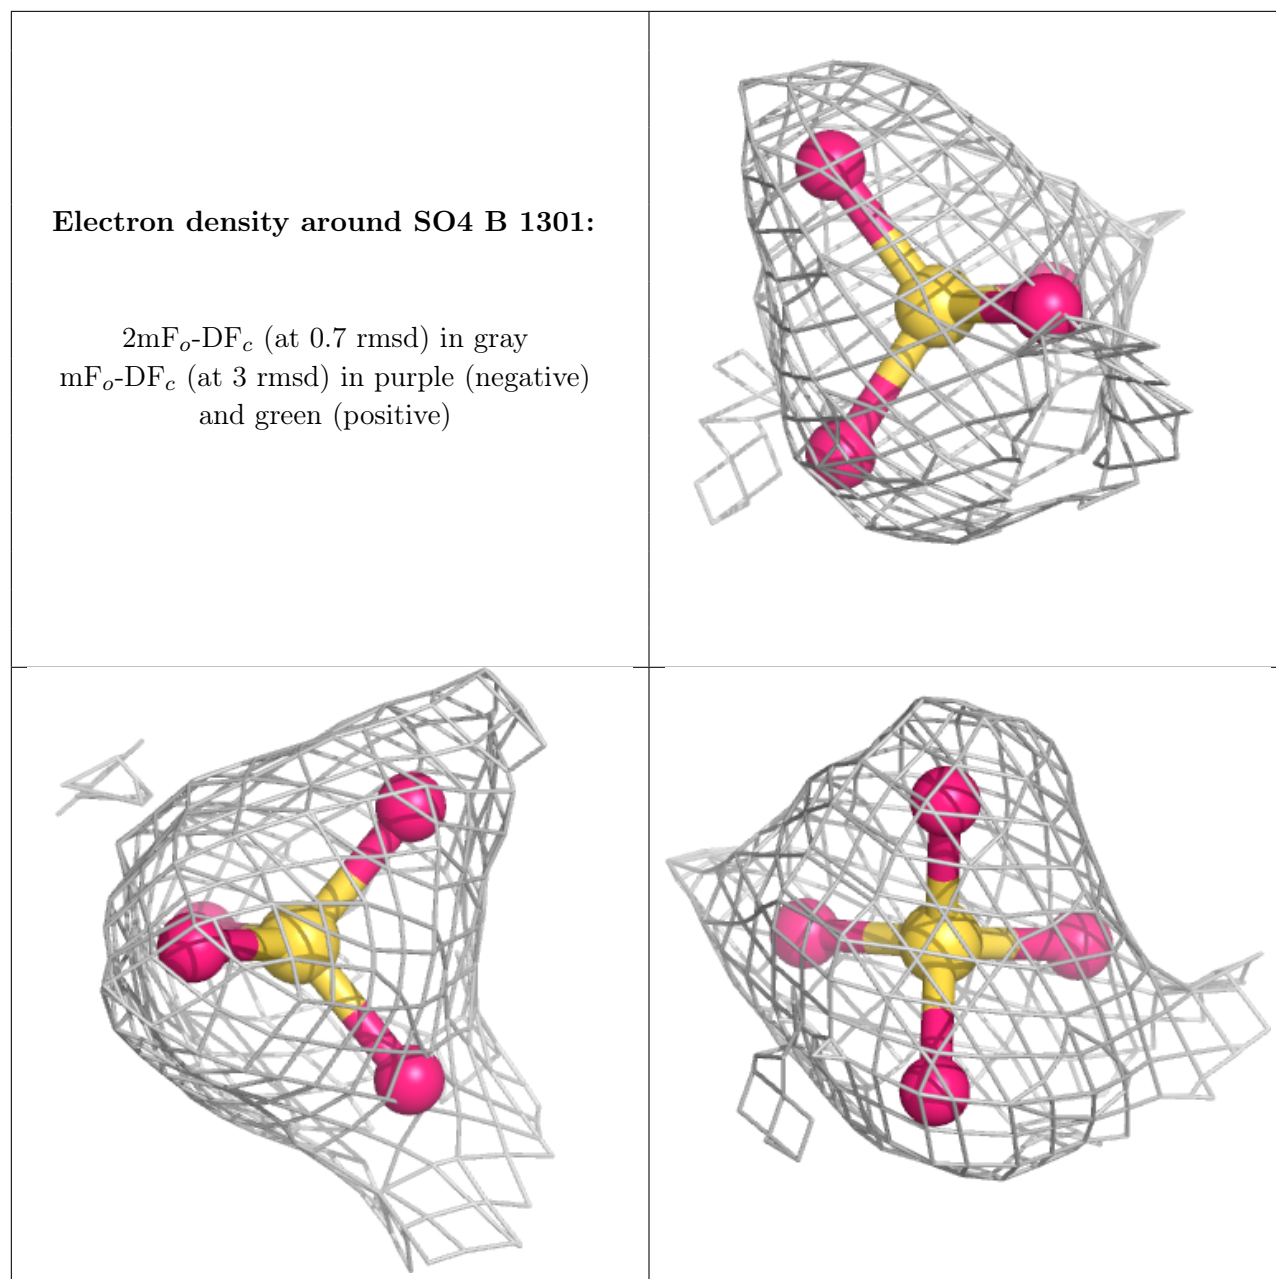 Electron density around SO4 B 1301:
2mFo-DFc (at 0.7 rmsd) in gray
mFo-DFc (at 3 rmsd) in purple (negative)
and green (positive)